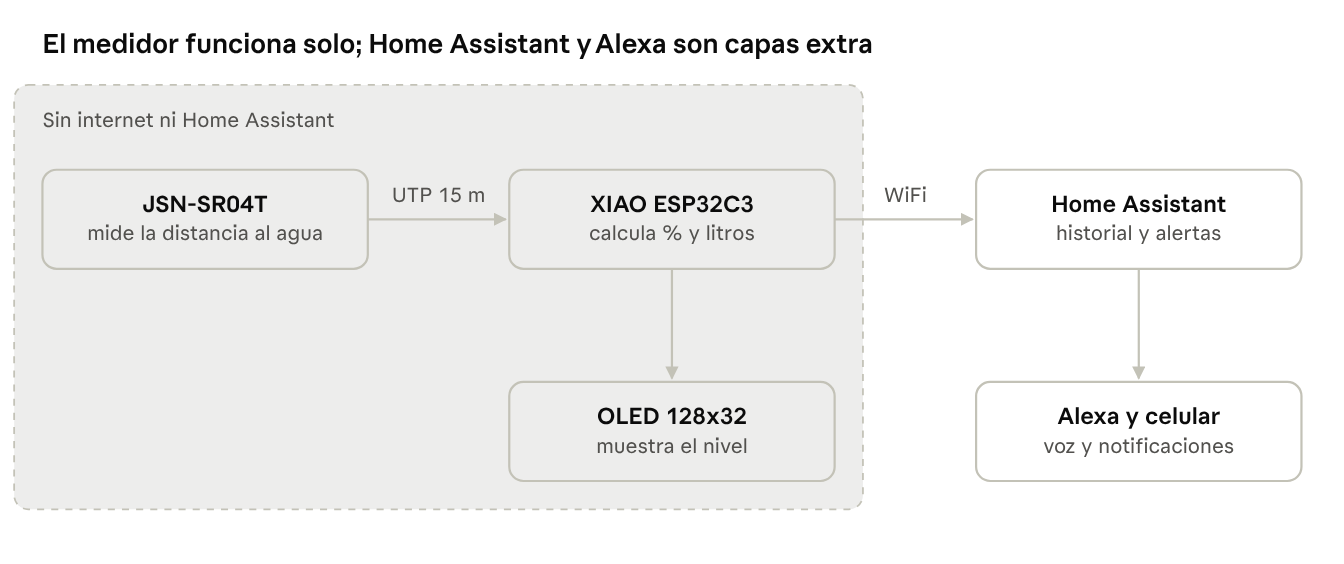 El medidor funciona solo; Home Assistant y Alexa son capas extra
Sin internet ni Home Assistant
JSN-SR04T
mide la distancia al agua
UTP 15 m
XIAO ESP32C3
calcula % y litros
WiFi
Home Assistant
historial y alertas
OLED 128x32
muestra el nivel
Alexa y celular
voz y notificaciones